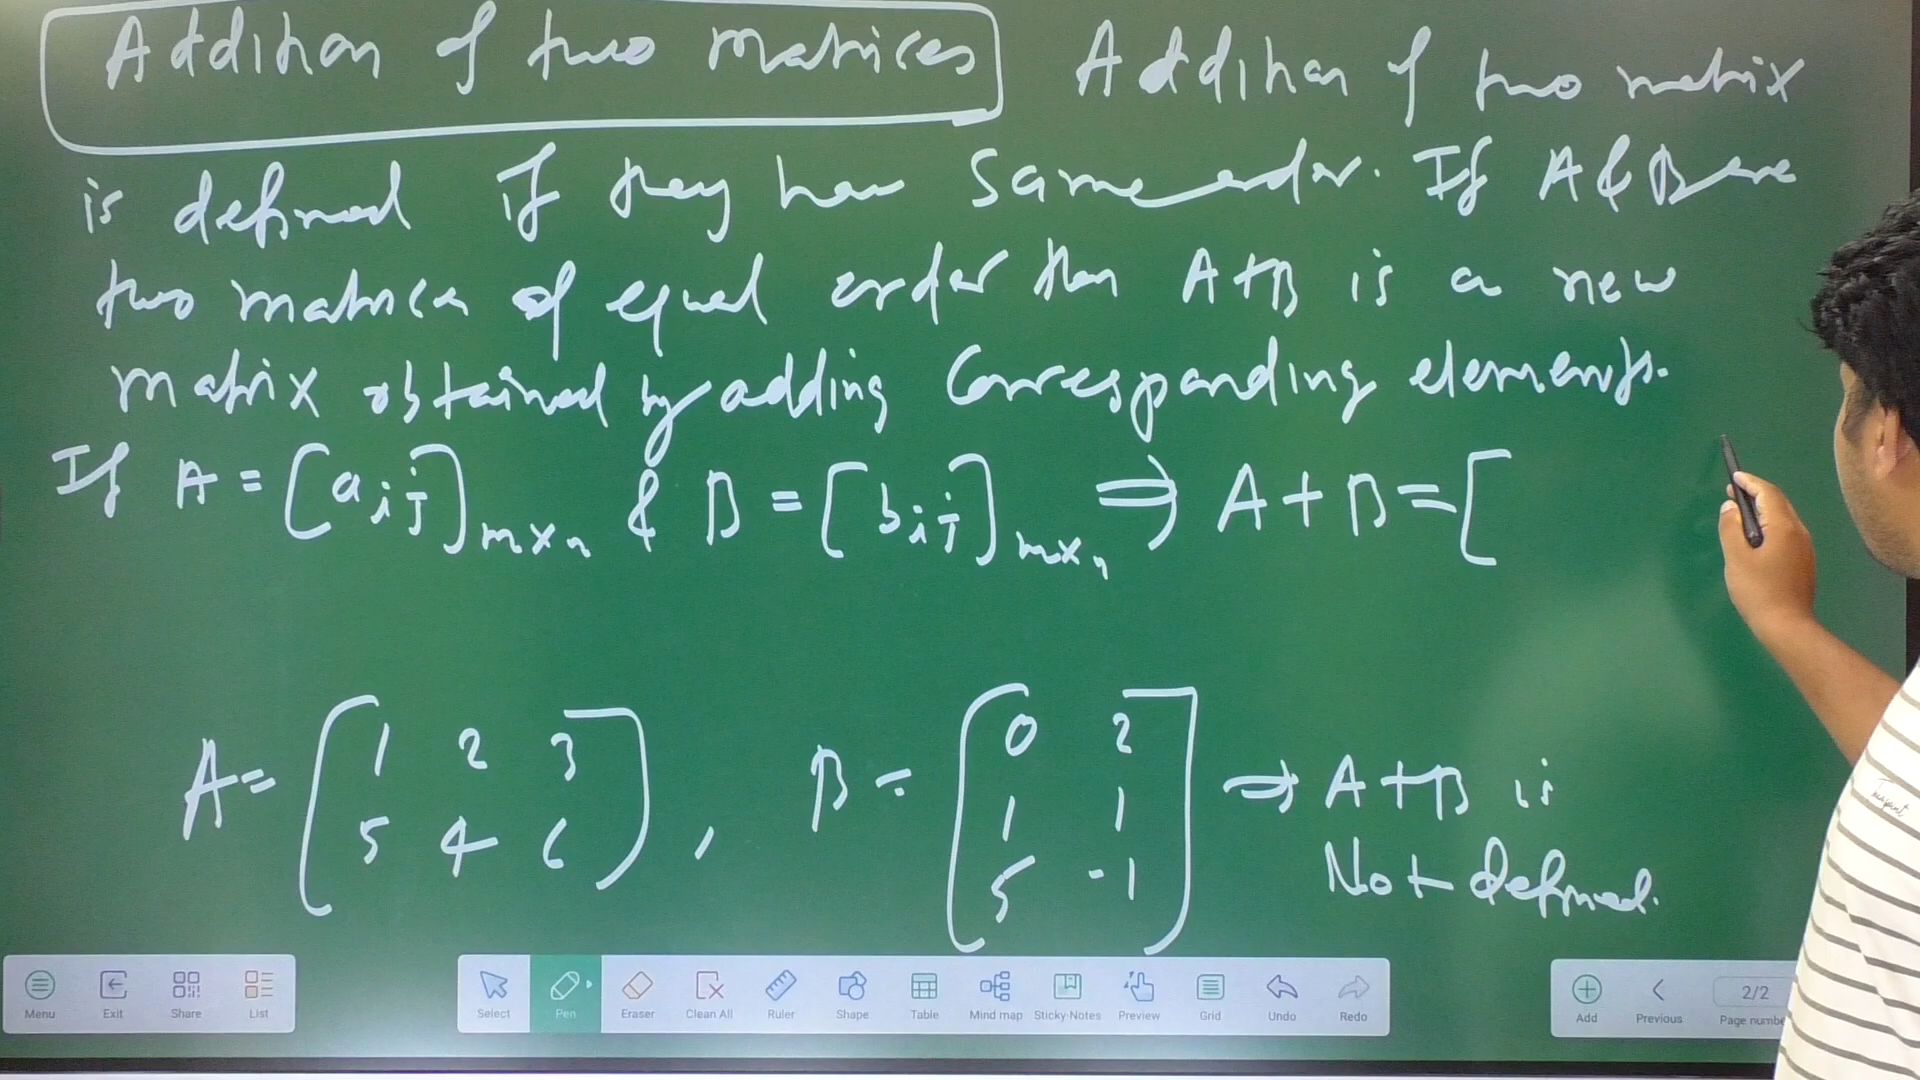 Addition of two matrices Addition of two matrix
is defined if they have same order. If A & B are
two matrices of equal order then A+B is a new
matrix obtained by adding corresponding elements.
If A = [aij]m×n & B = [bij]m×n ⇒ A + B = [
A = [1 2 3
5 4 6], B = [0 2
1 1
5 -1] ⇒ A+B is
Not defined.
Menu Exit Share List Select Pen Eraser Clean All Ruler Shape Table Mind map Sticky Notes Preview Grid Undo Redo Add Previous 2/2